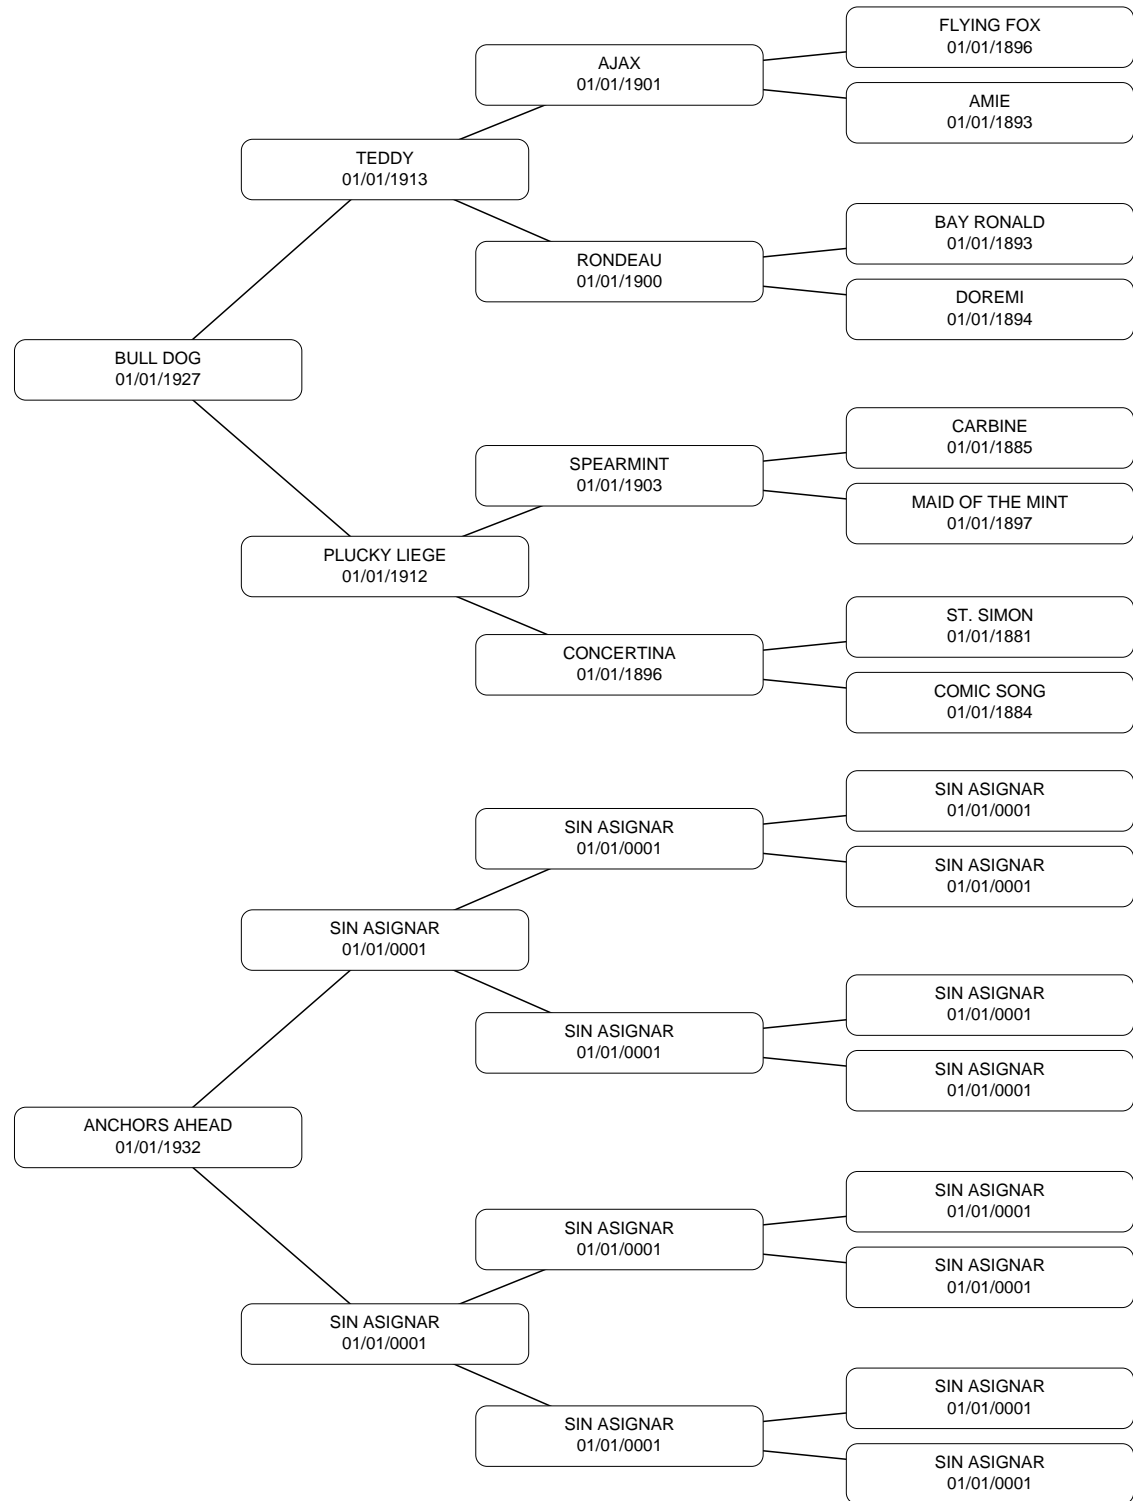 FLYING FOX
01/01/1896
AJAX
01/01/1901
AMIE
01/01/1893
TEDDY
01/01/1913
BAY RONALD
01/01/1893
RONDEAU
01/01/1900
DOREMI
01/01/1894
BULL DOG
01/01/1927
CARBINE
01/01/1885
SPEARMINT
01/01/1903
MAID OF THE MINT
01/01/1897
PLUCKY LIEGE
01/01/1912
ST. SIMON
01/01/1881
CONCERTINA
01/01/1896
COMIC SONG
01/01/1884
SIN ASIGNAR
01/01/0001
SIN ASIGNAR
01/01/0001
SIN ASIGNAR
01/01/0001
SIN ASIGNAR
01/01/0001
SIN ASIGNAR
01/01/0001
SIN ASIGNAR
01/01/0001
SIN ASIGNAR
01/01/0001
ANCHORS AHEAD
01/01/1932
SIN ASIGNAR
01/01/0001
SIN ASIGNAR
01/01/0001
SIN ASIGNAR
01/01/0001
SIN ASIGNAR
01/01/0001
SIN ASIGNAR
01/01/0001
SIN ASIGNAR
01/01/0001
SIN ASIGNAR
01/01/0001